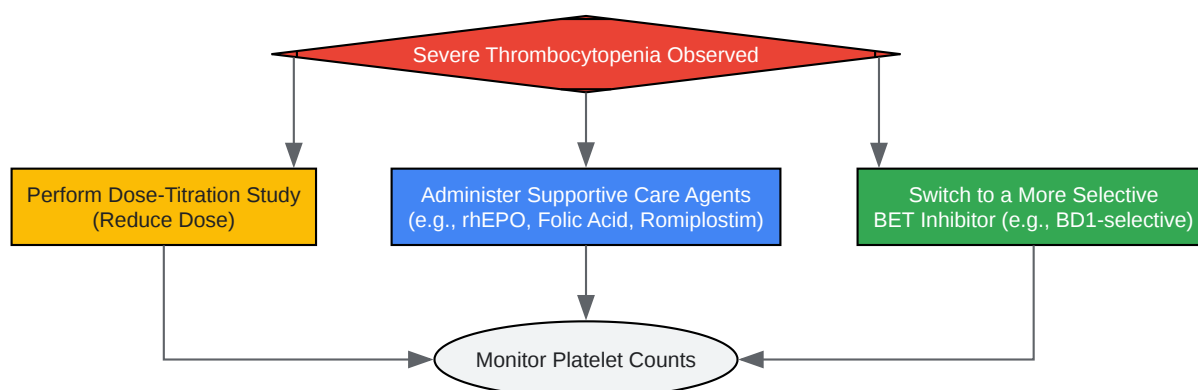 Severe Thrombocytopenia Observed
Perform Dose-Titration Study
(Reduce Dose)
Administer Supportive Care Agents
(e.g., rhEPO, Folic Acid, Romiplostim)
Switch to a More Selective
BET Inhibitor (e.g., BD1-selective)
Monitor Platelet Counts